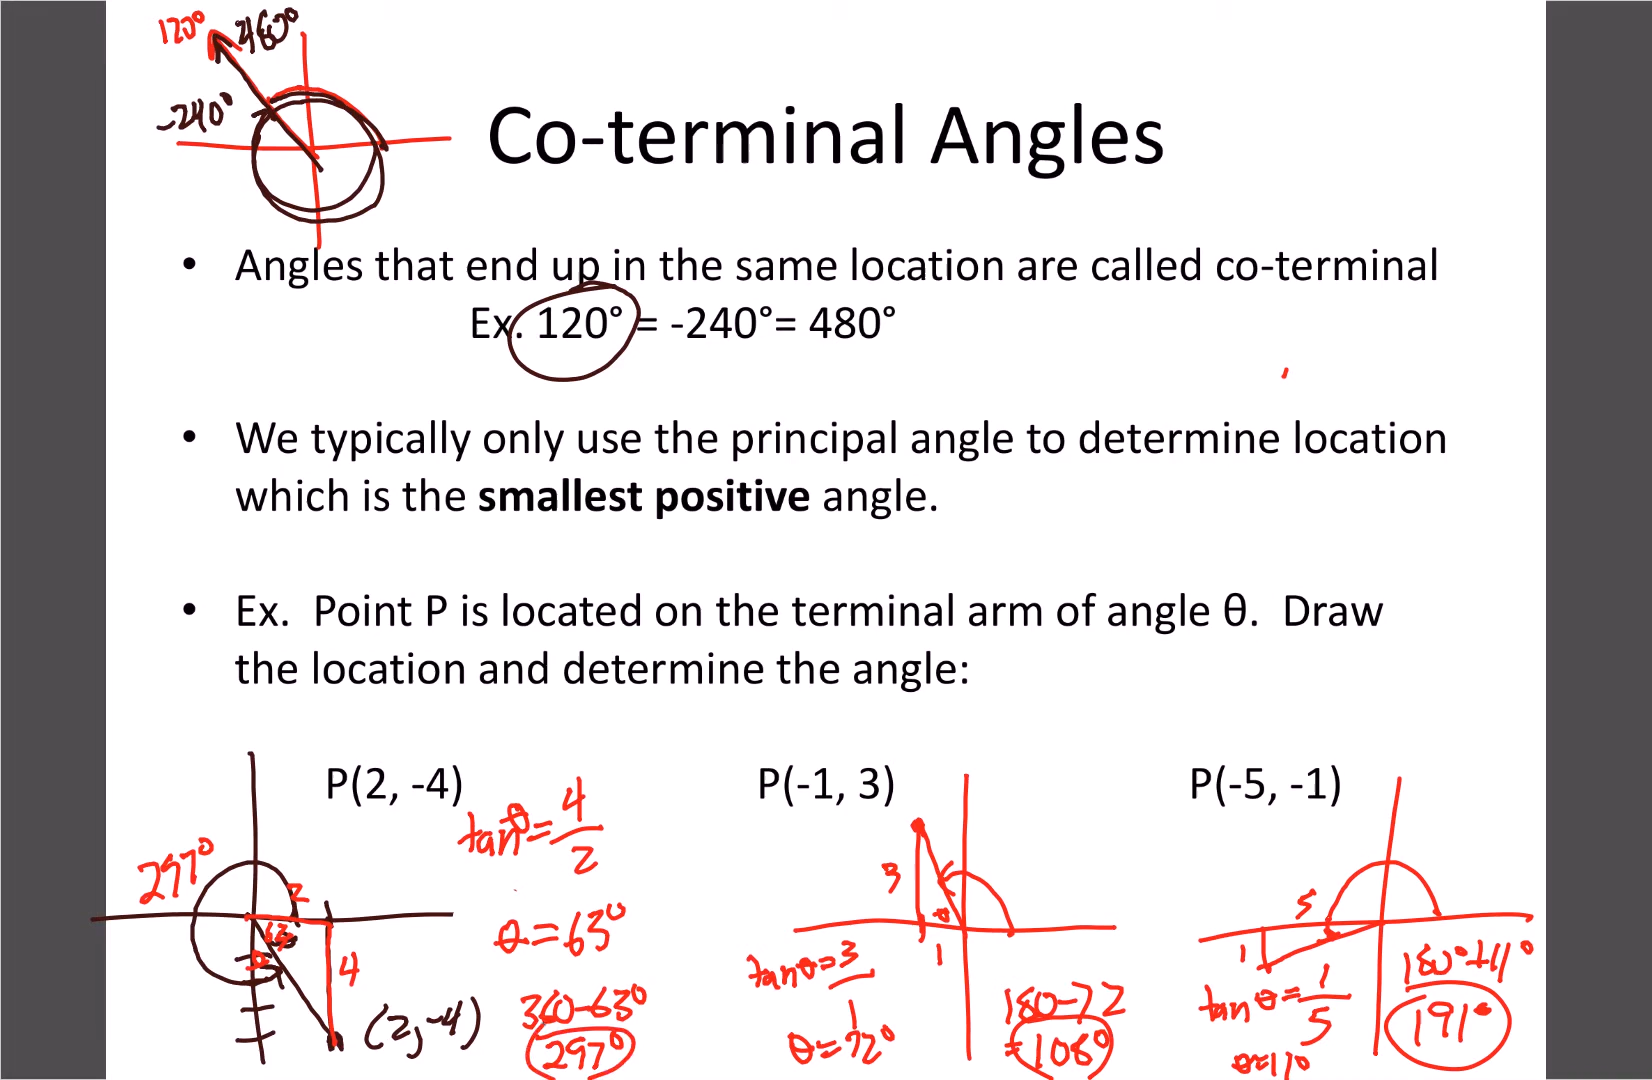 120° 480°
-240°
Co-terminal Angles
• Angles that end up in the same location are called co-terminal
Ex. 120° = -240°= 480°
• We typically only use the principal angle to determine location
which is the smallest positive angle.
• Ex. Point P is located on the terminal arm of angle θ. Draw
the location and determine the angle:
P(2, -4)
tanθ = 4/2
297°
2
63
4
θ = 63°
(2,-4)
360-63°
297°
P(-1, 3)
3
θ
1
tanθ = 3/1
θ = 72°
180-72
=108°
P(-5, -1)
5
1
tanθ = 1/5
θ=11°
180°+11°
191°